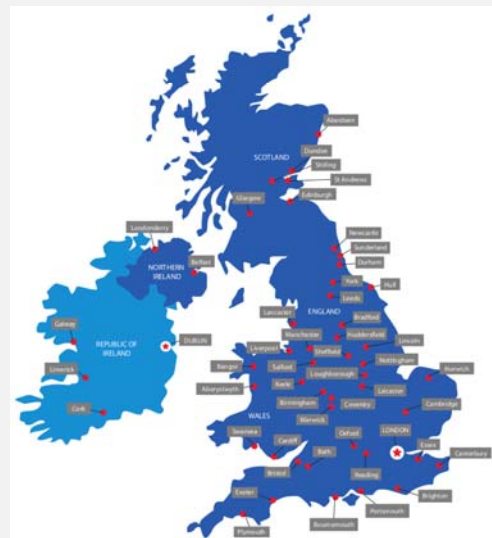 Aberdeen
Dundee
SCOTLAND
Stirling
St Andrews
Edinburgh
Glasgow
Londonderry
Newcastle
Sunderland
Belfast
Durham
NORTHERN
IRELAND
York
Hull
Leeds
ENGLAND
Lancaster
Bradford
Galway
Manchester
Huddersfield
DUBLIN
REPUBLIC OF
IRELAND
Liverpool
Sheffield
Lincoln
Bangor
Salford
Nottingham
Limerick
Loughborough
Norwich
Aberystwyth
Keele
Leicester
Birmingham
Coventry
Cambridge
Cork
WALES
Warwick
Swansea
Oxford
LONDON
Cardiff
Essex
Bath
Canterbury
Bristol
Reading
Exeter
Brighton
Portsmouth
Bournemouth
Plymouth